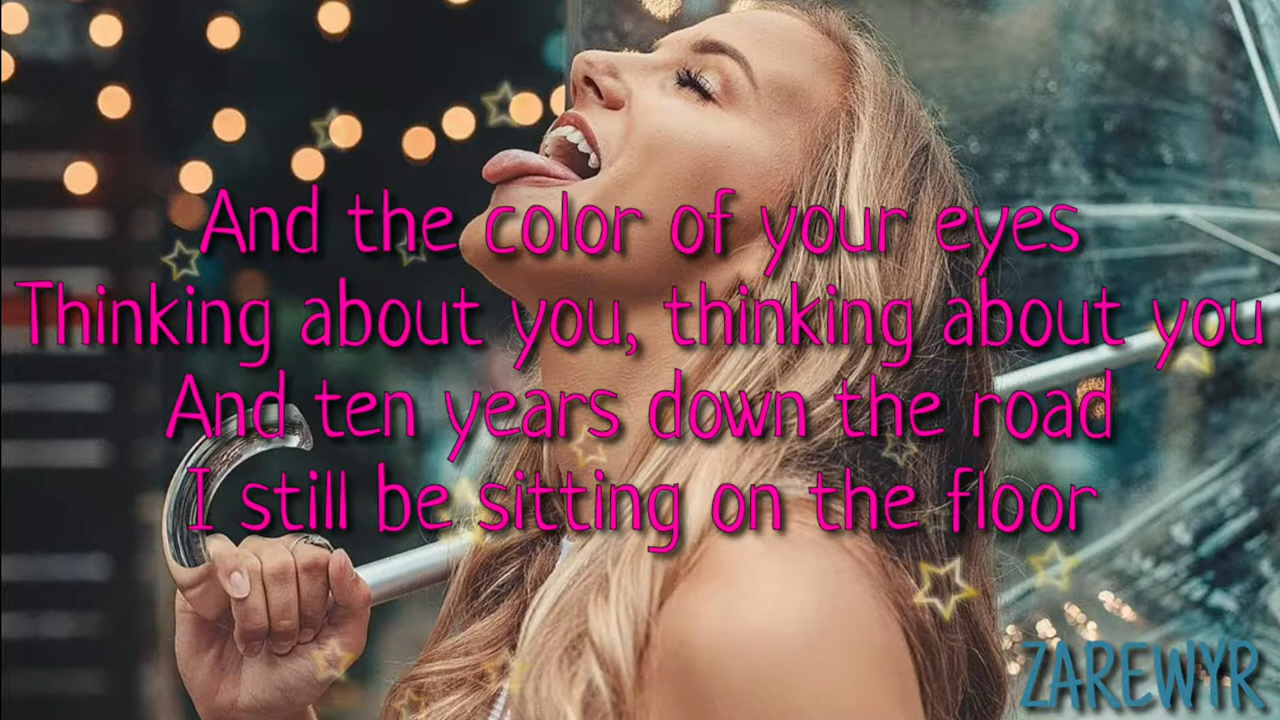 And the color of your eyes
Thinking about you, thinking about you
And ten years down the road
I still be sitting on the floor
ZAREWYR